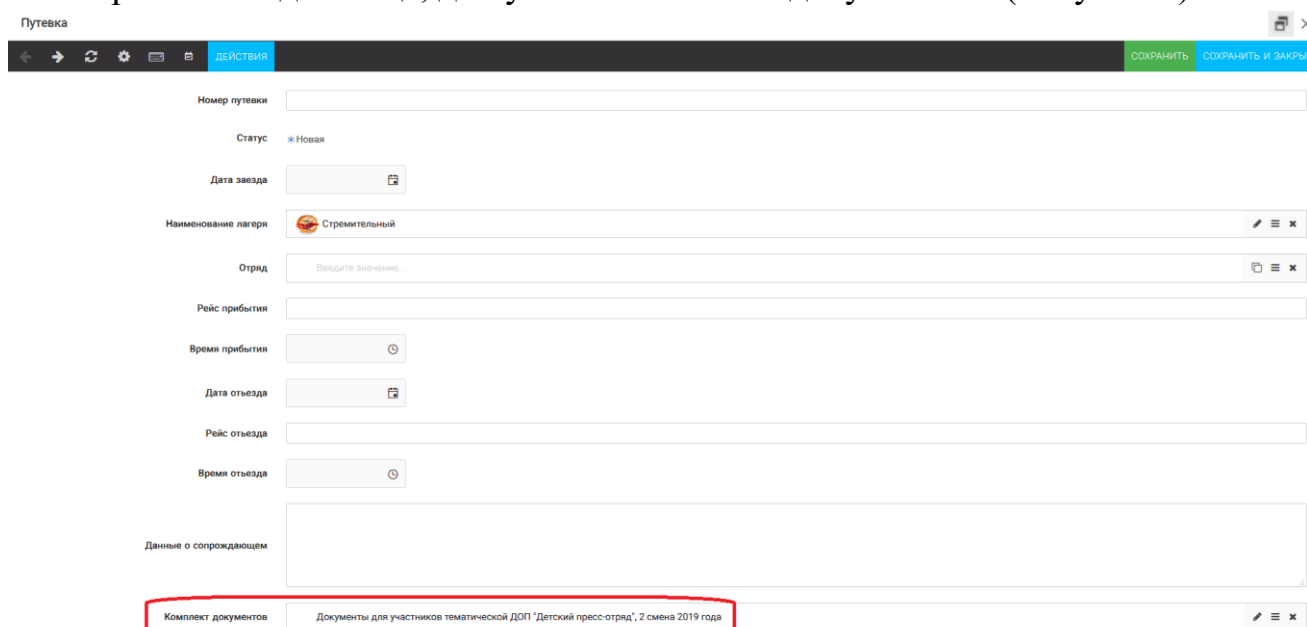 Путевка
ДЕЙСТВИЯ СОХРАНИТЬ СОХРАНИТЬ И ЗАКРЫ
Номер путевки
Статус *Новая
Дата заезда
Наименование лагеря Стремительный
Отряд Введите значение...
Рейс прибытия
Время прибытия
Дата отъезда
Рейс отъезда
Время отъезда
Данные о сопрождающем
Комплект документов Документы для участников тематической ДОП "Детский пресс-отряд", 2 смена 2019 года